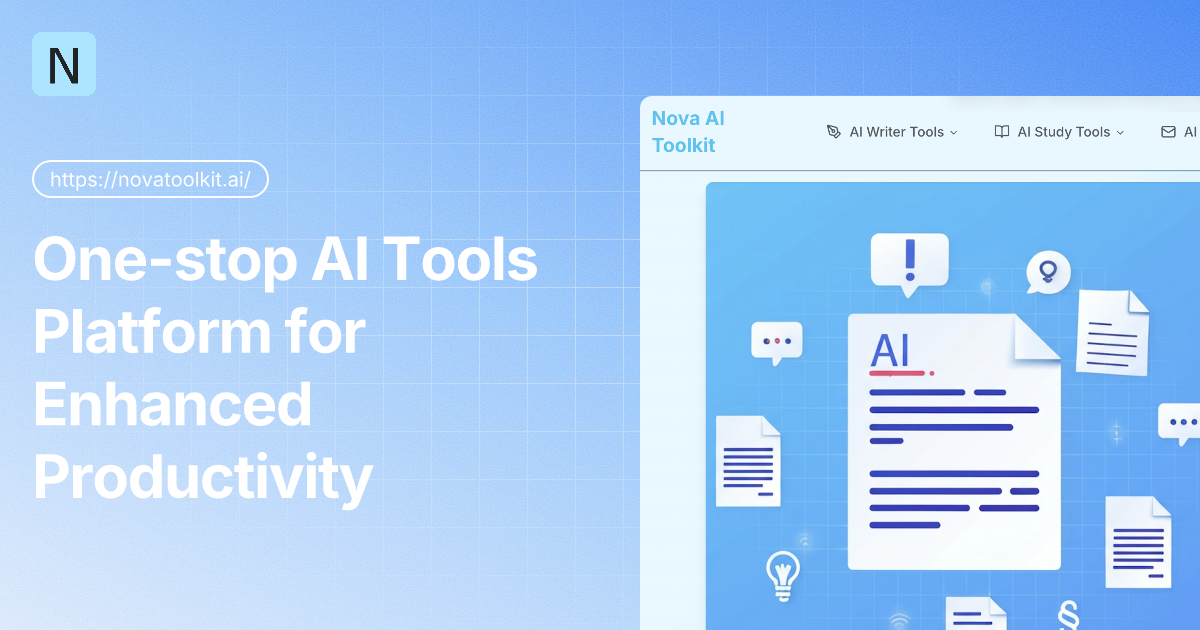 N
https://novatoolkit.ai/
One-stop AI Tools
Platform for
Enhanced
Productivity
Nova AI
Toolkit
AI Writer Tools
AI Study Tools
AI
!
AI
§